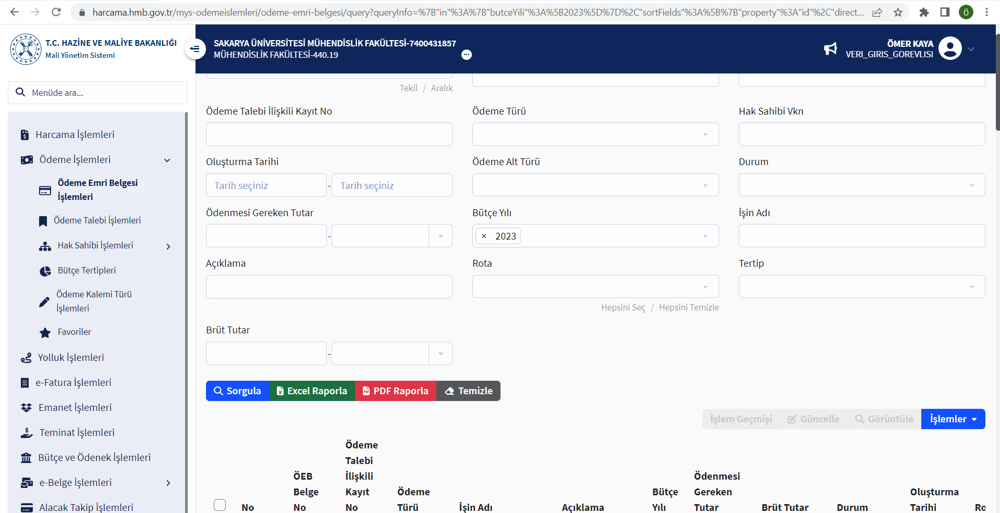 harcama.hmb.gov.tr/mys-odemeislemleri/odeme-emri-belgesi/query?queryInfo=%7B"in"%3A%7B"butceYili"%3A%5B2023%5D%7D%2C"sortFields"%3A%5B%7B"property"%3A"id"%2C"direct...
Ö
T.C. HAZİNE VE MALİYE BAKANLIĞI
Mali Yönetim Sistemi
SAKARYA ÜNİVERSİTESİ MÜHENDİSLİK FAKÜLTESİ-7400431857
MÜHENDİSLİK FAKÜLTESİ-440.19
ÖMER KAYA
VERI_GIRIS_GOREVLISI
Menüde ara...
Harcama İşlemleri
Ödeme İşlemleri
Ödeme Emri Belgesi
İşlemleri
Ödeme Talebi İşlemleri
Hak Sahibi İşlemleri
Bütçe Tertipleri
Ödeme Kalemi Türü
İşlemleri
Favoriler
Yolluk İşlemleri
e-Fatura İşlemleri
Emanet İşlemleri
Teminat İşlemleri
Bütçe ve Ödenek İşlemleri
e-Belge İşlemleri
Alacak Takip İşlemleri
Tekil / Aralık
Ödeme Talebi İlişkili Kayıt No
Ödeme Türü
Hak Sahibi Vkn
Oluşturma Tarihi
Ödeme Alt Türü
Durum
Tarih seçiniz - Tarih seçiniz
Ödenmesi Gereken Tutar
Bütçe Yılı
İşin Adı
-
× 2023
Açıklama
Rota
Tertip
Hepsini Seç / Hepsini Temizle
Brüt Tutar
-
Sorgula
Excel Raporla
PDF Raporla
Temizle
İşlem Geçmişi
Güncelle
Görüntüle
İşlemler
No
ÖEB
Belge
No
Ödeme
Talebi
İlişkili
Kayıt
No
Ödeme
Türü
İşin Adı
Açıklama
Bütçe
Yılı
Ödenmesi
Gereken
Tutar
Brüt Tutar
Durum
Oluşturma
Tarihi
Ro